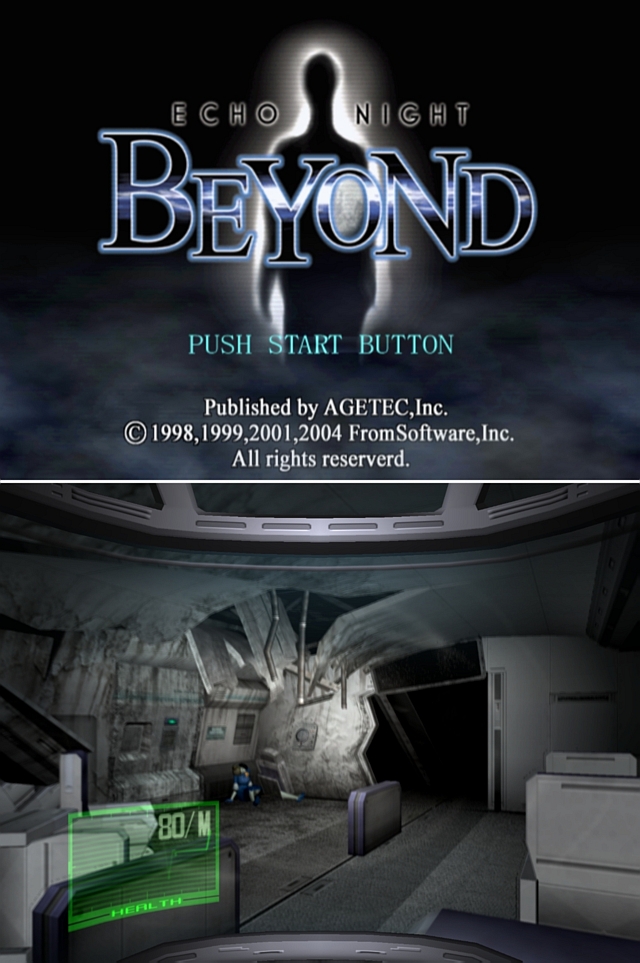 ECHO NIGHT
BEYOND
PUSH START BUTTON
Published by AGETEC,Inc.
© 1998,1999,2001,2004 FromSoftware,Inc.
All rights reserverd.
80/M
HEALTH